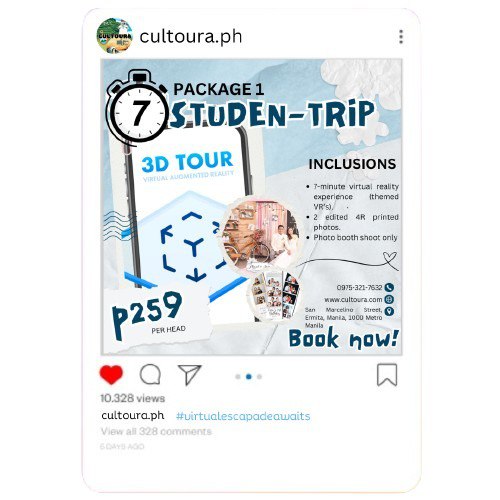 CULTOURA
cultoura.ph
PACKAGE 1
7
STUDEN-TRIP
3D TOUR
VIRTUAL AUGMENTED REALITY
INCLUSIONS
• 7-minute virtual reality
experience (themed
VR's).
• 2 edited 4R printed
photos.
• Photo booth shoot only
0975-321-7632
www.cultoura.com
San Marcelino Street,
Ermita, Manila, 1000 Metro
Manila
₱259
PER HEAD
Book now!
10.328 views
cultoura.ph #virtualescapadeawaits
View all 328 comments
6 DAYS AGO